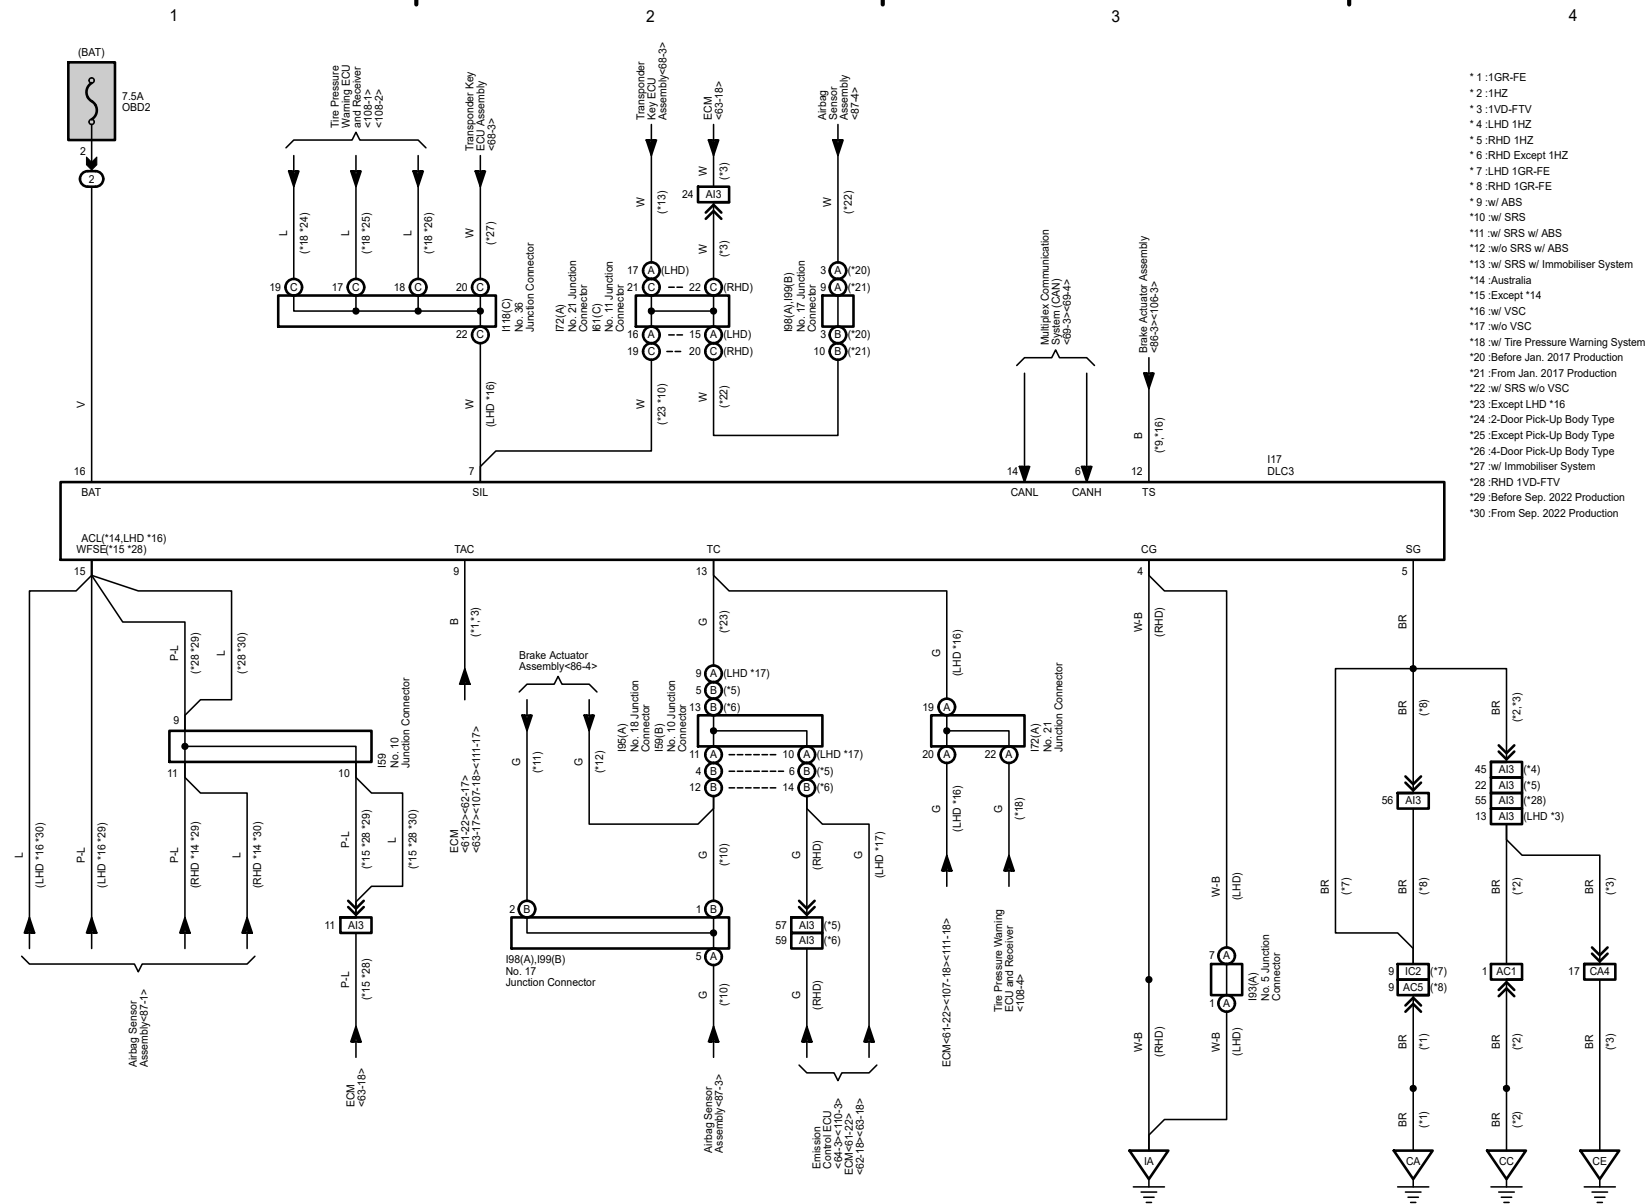 1
2
3
4
(BAT)
7.5A
OBD2
2
2
V
16
BAT
Tire Pressure
Warning ECU
and Receiver
<108-1>
<108-2>
L
(*18 *24)
L
(*18 *25)
L
(*18 *26)
Transponder Key
ECU Assembly
<68-3>
W
(*27)
19 C
17 C
18 C
20 C
22 C
I118(C)
No. 36
Junction Connector
W
(LHD *16)
7
SIL
Transponder
Key ECU
Assembly<68-3>
W
(*13)
ECM
<63-18>
W
(*3)
24 AI3
W
(*3)
Airbag
Sensor
Assembly
<87-4>
W
(*22)
17 A (LHD)
21 C -- 22 C (RHD)
16 A -- 15 A (LHD)
19 C -- 20 C (RHD)
I72(A)
No. 21 Junction
Connector
I61(C)
No. 11 Junction
Connector
3 A (*20)
9 A (*21)
3 B (*20)
10 B (*21)
I98(A),I99(B)
No. 17 Junction
Connector
W
(*23 *10)
W
(*22)
Multiplex Communication
System (CAN)
<69-3><69-4>
14
CANL
6
CANH
Brake Actuator Assembly
<86-3><106-3>
B
(*9,*16)
12
TS
I17
DLC3
* 1 :1GR-FE
* 2 :1HZ
* 3 :1VD-FTV
* 4 :LHD 1HZ
* 5 :RHD 1HZ
* 6 :RHD Except 1HZ
* 7 :LHD 1GR-FE
* 8 :RHD 1GR-FE
* 9 :w/ ABS
*10 :w/ SRS
*11 :w/ SRS w/ ABS
*12 :w/o SRS w/ ABS
*13 :w/ SRS w/ Immobiliser System
*14 :Australia
*15 :Except *14
*16 :w/ VSC
*17 :w/o VSC
*18 :w/ Tire Pressure Warning System
*20 :Before Jan. 2017 Production
*21 :From Jan. 2017 Production
*22 :w/ SRS w/o VSC
*23 :Except LHD *16
*24 :2-Door Pick-Up Body Type
*25 :Except Pick-Up Body Type
*26 :4-Door Pick-Up Body Type
*27 :w/ Immobiliser System
*28 :RHD 1VD-FTV
*29 :Before Sep. 2022 Production
*30 :From Sep. 2022 Production
ACL(*14,LHD *16)
WFSE(*15 *28)
15
TAC
9
TC
13
CG
4
SG
5
L
(LHD *16 *30)
P-L
(LHD *16 *29)
P-L
(*28 *29)
L
(*28 *30)
9
11
10
I59
No. 10
Junction Connector
P-L
(RHD *14 *29)
L
(RHD *14 *30)
P-L
(*15 *28 *29)
L
(*15 *28 *30)
11 AI3
P-L
(*15 *28)
Airbag Sensor
Assembly<87-1>
ECM
<63-18>
B
(*1,*3)
ECM
<61-22><62-17>
<63-17><107-18><111-17>
Brake Actuator
Assembly<86-4>
G
(*11)
G
(*12)
G
(*23)
9 A (LHD *17)
5 B (*5)
13 B (*6)
I95(A)
No. 18 Junction
Connector
I59(B)
No. 10 Junction
Connector
11 A ------- 10 A (LHD *17)
4 B ------- 6 B (*5)
12 B ------- 14 B (*6)
G
(*10)
G
(RHD)
G
(LHD *17)
2 B
1 B
5 A
I98(A),I99(B)
No. 17
Junction Connector
57 AI3 (*5)
59 AI3 (*6)
G
(*10)
G
(RHD)
Airbag Sensor
Assembly<87-3>
Emission
Control ECU
<64-3><110-3>
ECM<61-22>
<62-18><63-18>
G
(LHD *16)
19 A
20 A
22 A
I72(A)
No. 21
Junction Connector
G
(LHD *16)
G
(*18)
ECM<61-22><107-18><111-18>
Tire Pressure Warning
ECU and Receiver
<108-4>
W-B
(RHD)
W-B
(LHD)
7 A
1 A
I93(A)
No. 5 Junction
Connector
W-B
(RHD)
W-B
(LHD)
IA
BR
BR
(*8)
BR
(*2,*3)
56 AI3
45 AI3 (*4)
22 AI3 (*5)
55 AI3 (*28)
13 AI3 (LHD *3)
BR
(*7)
BR
(*8)
BR
(*2)
BR
(*3)
9 IC2 (*7)
9 AC5 (*8)
1 AC1
17 CA4
BR
(*1)
BR
(*2)
BR
(*3)
BR
(*1)
BR
(*2)
CA
CC
CE